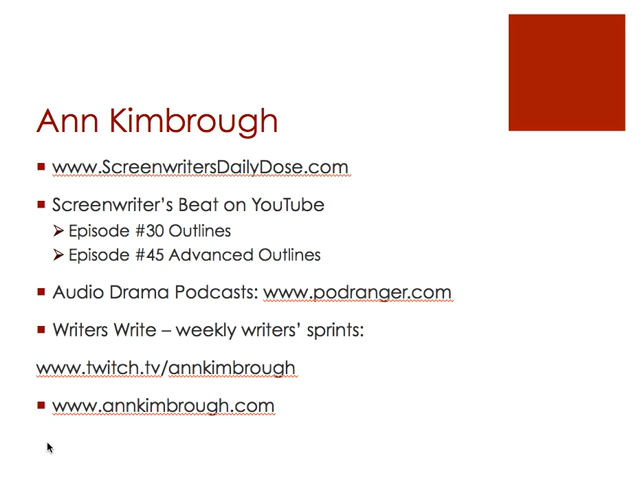 Ann Kimbrough
www.ScreenwritersDailyDose.com
Screenwriter's Beat on YouTube
Episode #30 Outlines
Episode #45 Advanced Outlines
Audio Drama Podcasts: www.podranger.com
Writers Write – weekly writers' sprints:
www.twitch.tv/annkimbrough
www.annkimbrough.com